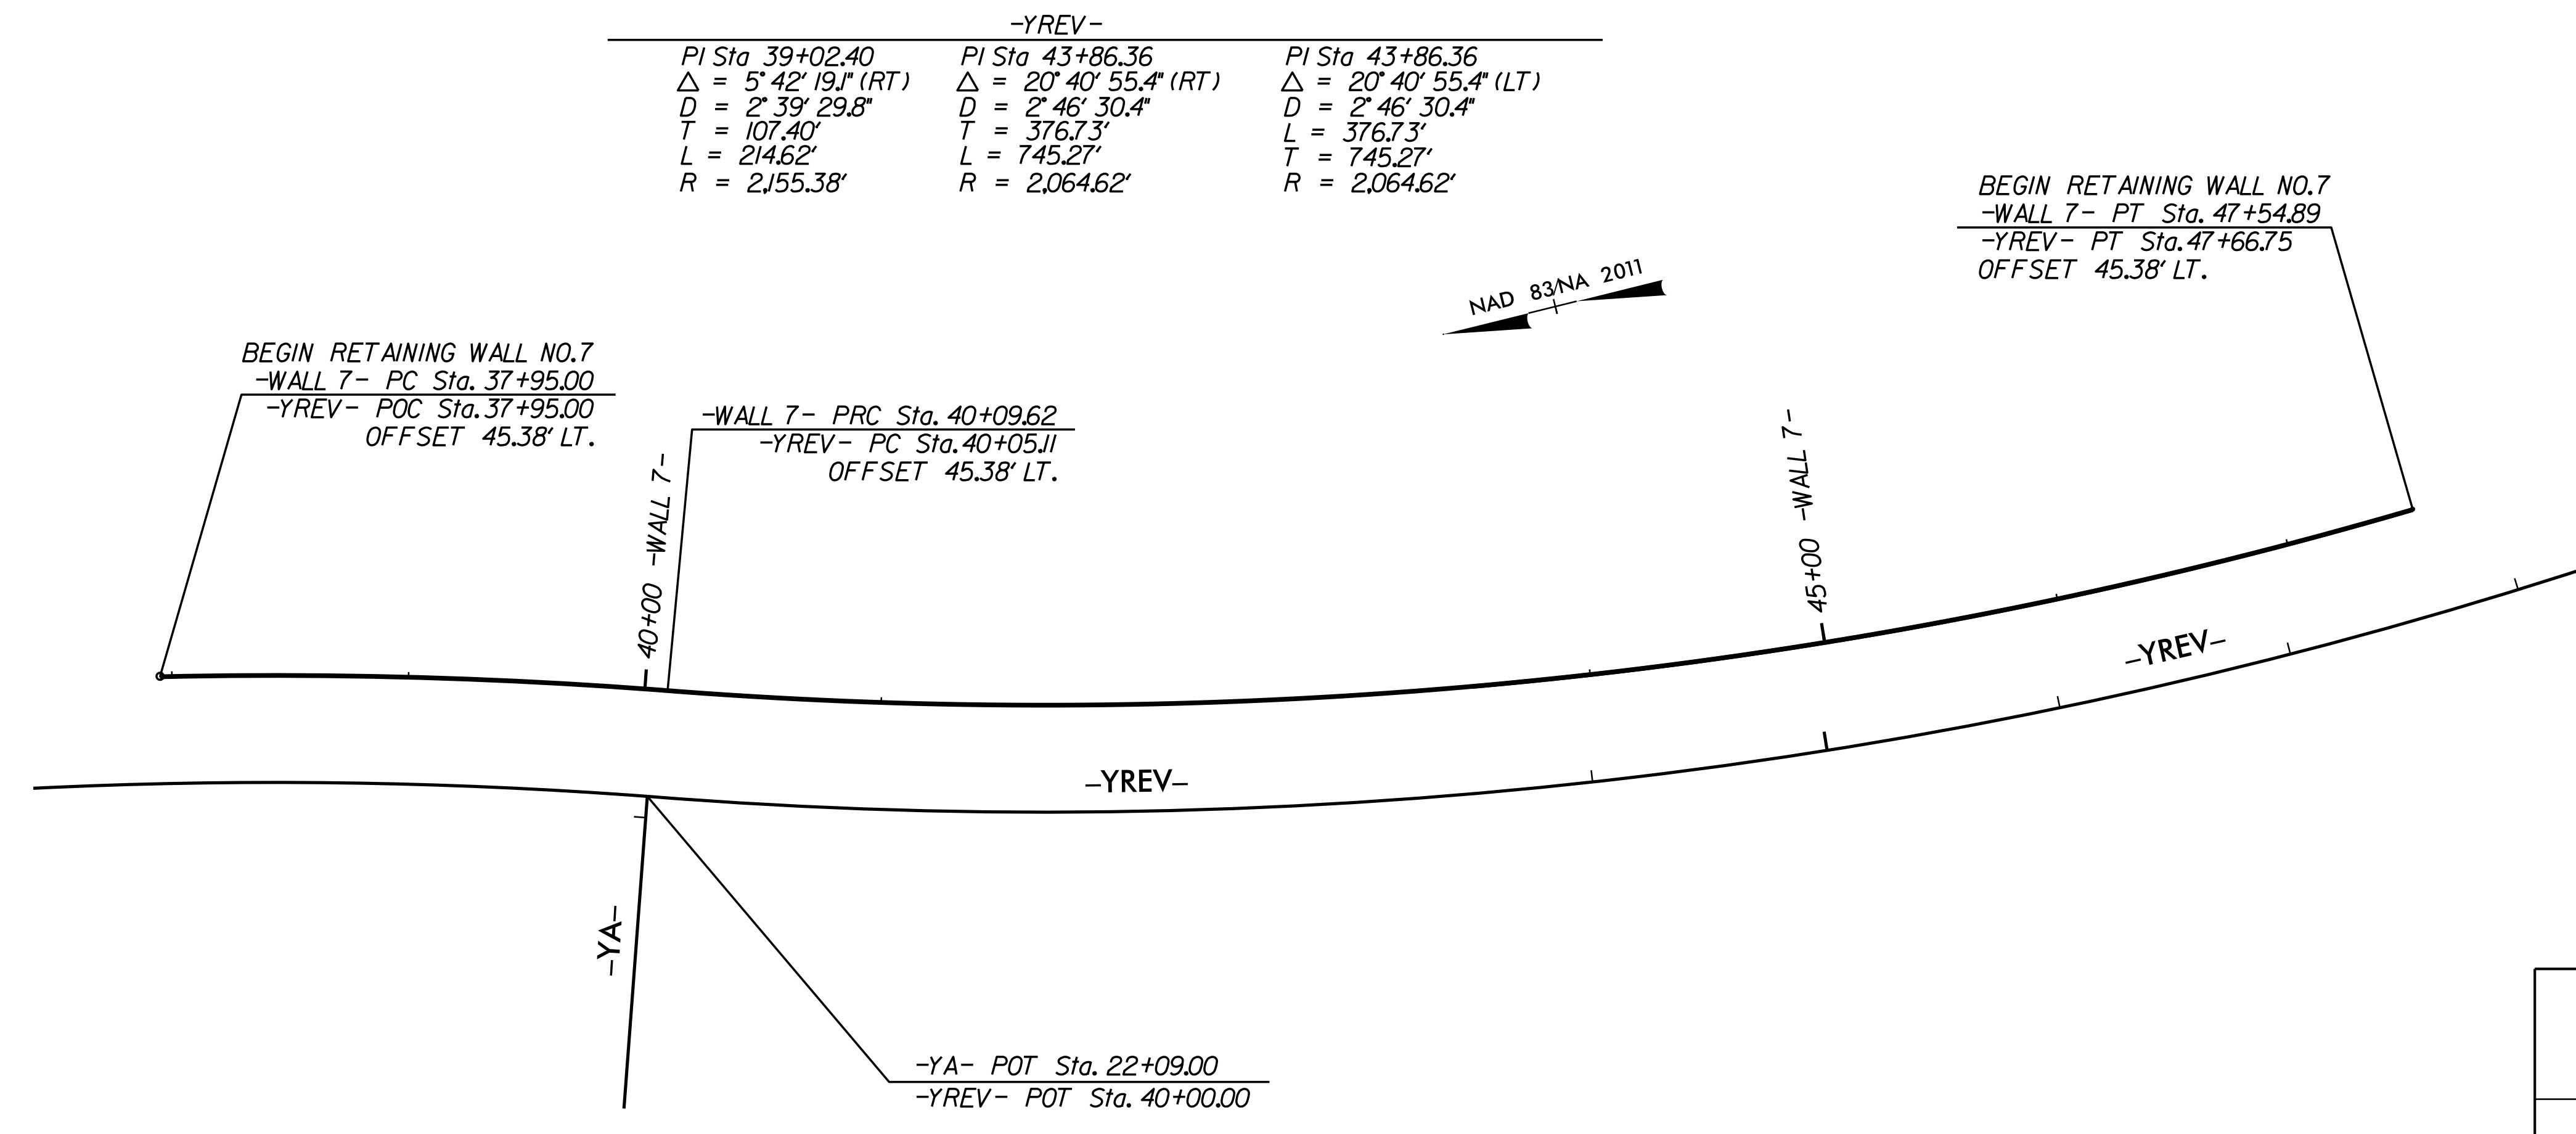 -YREV-
PI Sta 39+02.40
△ = 5° 42' 19.1" (RT)
D = 2° 39' 29.8"
T = 107.40'
L = 214.62'
R = 2,155.38'
PI Sta 43+86.36
△ = 20° 40' 55.4" (RT)
D = 2° 46' 30.4"
T = 376.73'
L = 745.27'
R = 2,064.62'
PI Sta 43+86.36
△ = 20° 40' 55.4" (LT)
D = 2° 46' 30.4"
L = 376.73'
T = 745.27'
R = 2,064.62'
BEGIN RETAINING WALL NO.7
-WALL 7- PT Sta. 47+54.89
-YREV- PT Sta. 47+66.75
OFFSET 45.38' LT.
NAD 83/NA 2011
BEGIN RETAINING WALL NO.7
-WALL 7- PC Sta. 37+95.00
-YREV- POC Sta. 37+95.00
OFFSET 45.38' LT.
-WALL 7- PRC Sta. 40+09.62
-YREV- PC Sta. 40+05.11
OFFSET 45.38' LT.
40+00 -WALL 7-
45+00 -WALL 7-
-YREV-
-YREV-
-YA-
-YA- POT Sta. 22+09.00
-YREV- POT Sta. 40+00.00